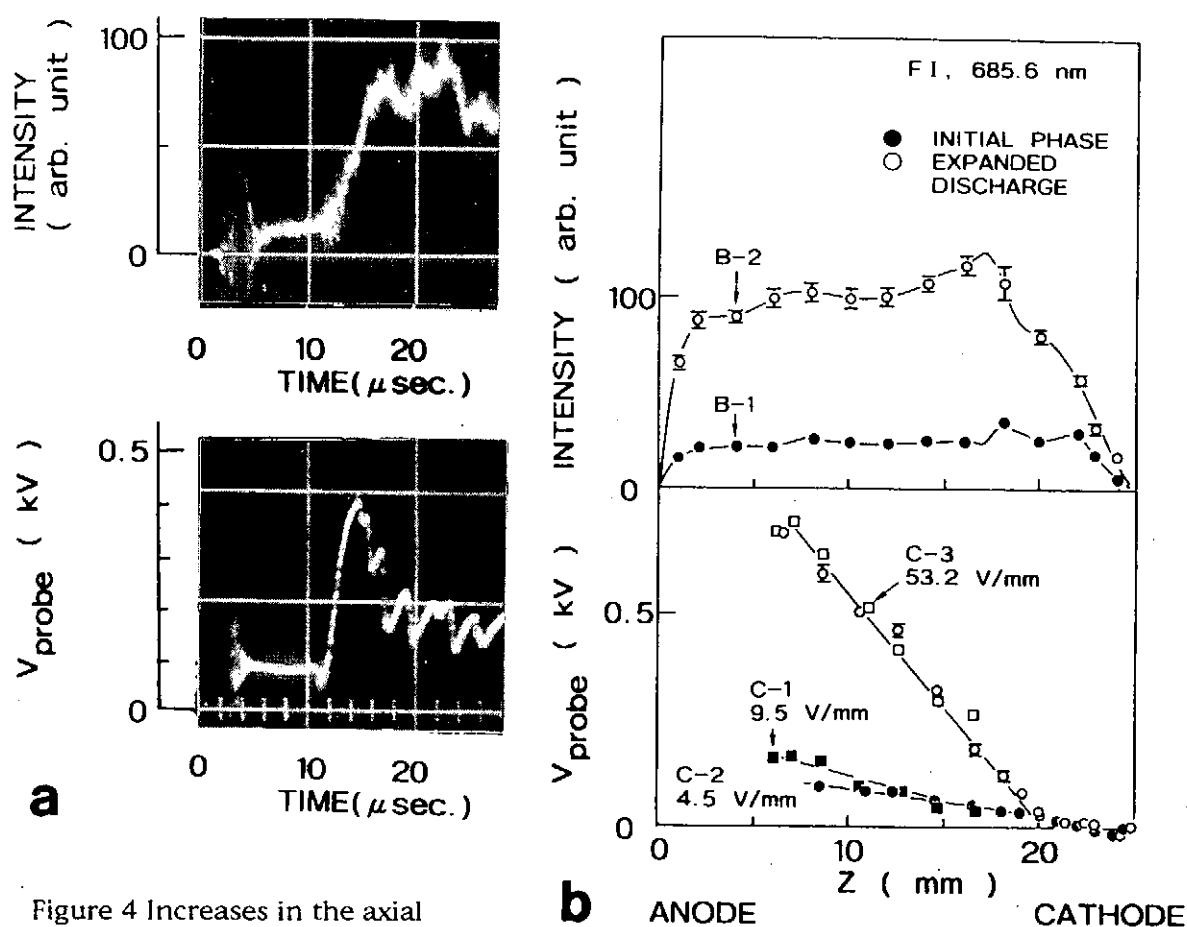 100
0
INTENSITY
( arb. unit )
0 10 20
TIME( μsec.)
0.5
0
Vprobe ( kV )
0 10 20
TIME( μsec.)
a
Figure 4 Increases in the axial
F I, 685.6 nm
● INITIAL PHASE
○ EXPANDED
DISCHARGE
B-2
B-1
100
0
INTENSITY ( arb. unit )
C-3
53.2 V/mm
C-1
9.5 V/mm
C-2
4.5 V/mm
0.5
0
Vprobe ( kV )
0 10 20
Z ( mm )
b ANODE CATHODE